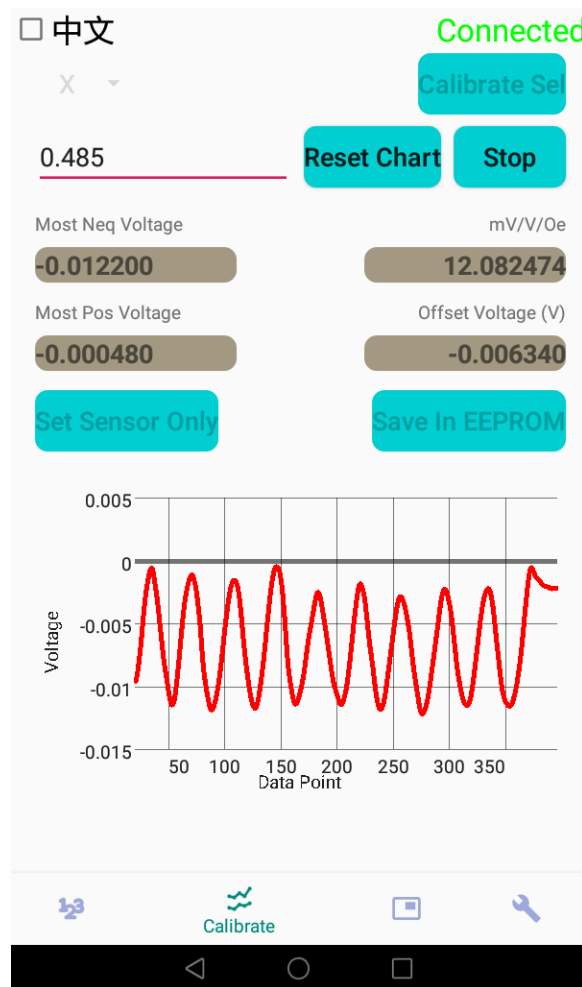 中文
Connected
X
Calibrate Sel
0.485
Reset Chart
Stop
Most Neq Voltage
mV/V/Oe
-0.012200
12.082474
Most Pos Voltage
Offset Voltage (V)
-0.000480
-0.006340
Set Sensor Only
Save In EEPROM
0.005
0
-0.005
-0.01
-0.015
Voltage
50 100 150 200 250 300 350
Data Point
123
Calibrate